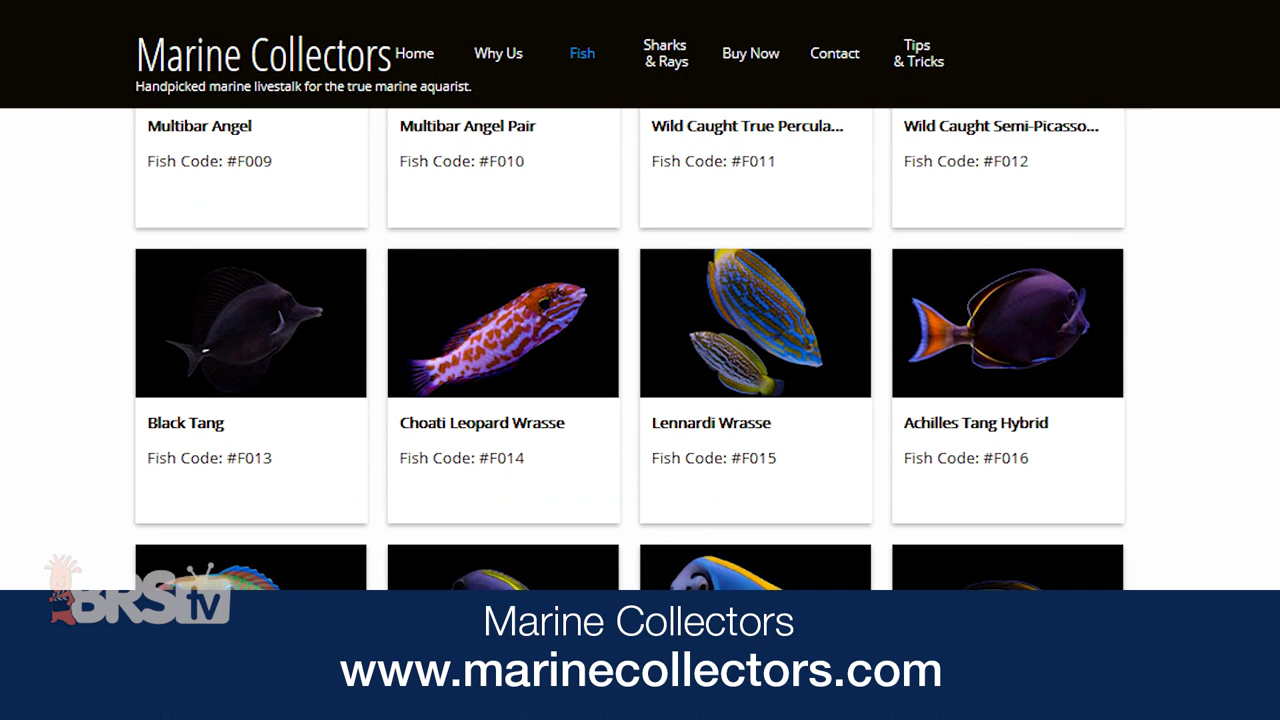 Marine Collectors
Home
Why Us
Fish
Sharks
& Rays
Buy Now
Contact
Tips
& Tricks
Handpicked marine livestalk for the true marine aquarist.
Multibar Angel
Fish Code: #F009
Multibar Angel Pair
Fish Code: #F010
Wild Caught True Percula...
Fish Code: #F011
Wild Caught Semi-Picasso...
Fish Code: #F012
Black Tang
Fish Code: #F013
Choati Leopard Wrasse
Fish Code: #F014
Lennardi Wrasse
Fish Code: #F015
Achilles Tang Hybrid
Fish Code: #F016
BRStv
Marine Collectors
www.marinecollectors.com